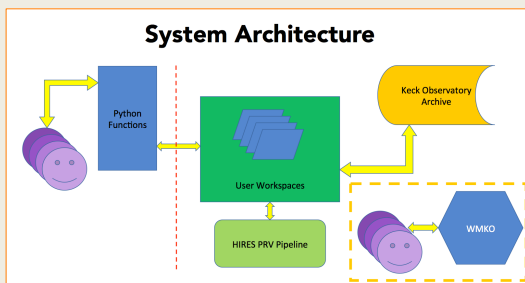 System Architecture
Python
Functions
Keck Observatory
Archive
User Workspaces
WMKO
HIRES PRV Pipeline